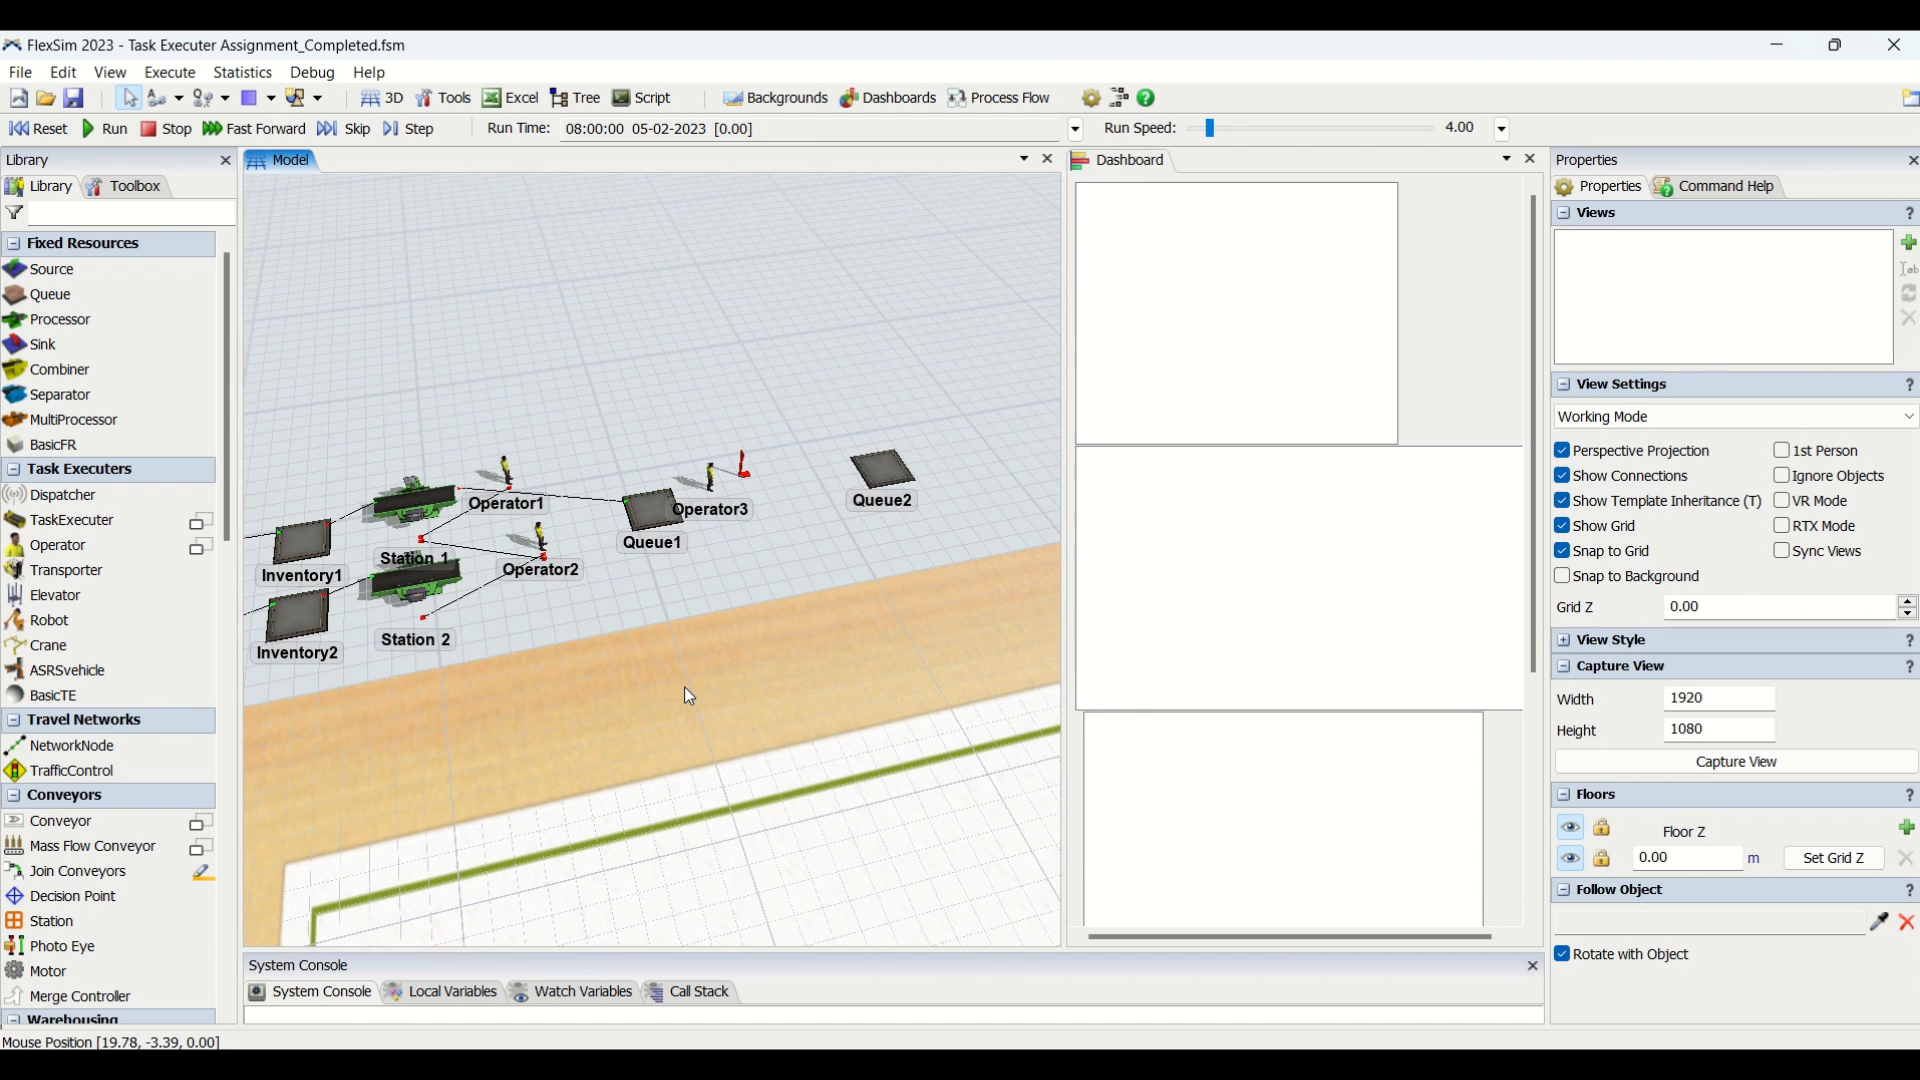 FlexSim 2023 - Task Executer Assignment_Completed.fsm
File Edit View Execute Statistics Debug Help
3D Tools Excel Tree Script Backgrounds Dashboards Process Flow
Reset Run Stop Fast Forward Skip Step Run Time: 08:00:00 05-02-2023 [0.00] Run Speed: 4.00
Library
Library Toolbox
Fixed Resources
Source
Queue
Processor
Sink
Combiner
Separator
MultiProcessor
BasicFR
Task Executers
Dispatcher
TaskExecuter
Operator
Transporter
Elevator
Robot
Crane
ASRSvehicle
BasicTE
Travel Networks
NetworkNode
TrafficControl
Conveyors
Conveyor
Mass Flow Conveyor
Join Conveyors
Decision Point
Station
Photo Eye
Motor
Merge Controller
Warehousing
Model
Operator1
Operator3
Queue2
Queue1
Station 1
Operator2
Inventory1
Station 2
Inventory2
Dashboard
System Console
System Console Local Variables Watch Variables Call Stack
Properties
Properties Command Help
Views
View Settings
Working Mode
Perspective Projection 1st Person
Show Connections Ignore Objects
Show Template Inheritance (T) VR Mode
Show Grid RTX Mode
Snap to Grid Sync Views
Snap to Background
Grid Z 0.00
View Style
Capture View
Width 1920
Height 1080
Capture View
Floors
Floor Z
0.00 m Set Grid Z
Follow Object
Rotate with Object
Mouse Position [19.78, -3.39, 0.00]